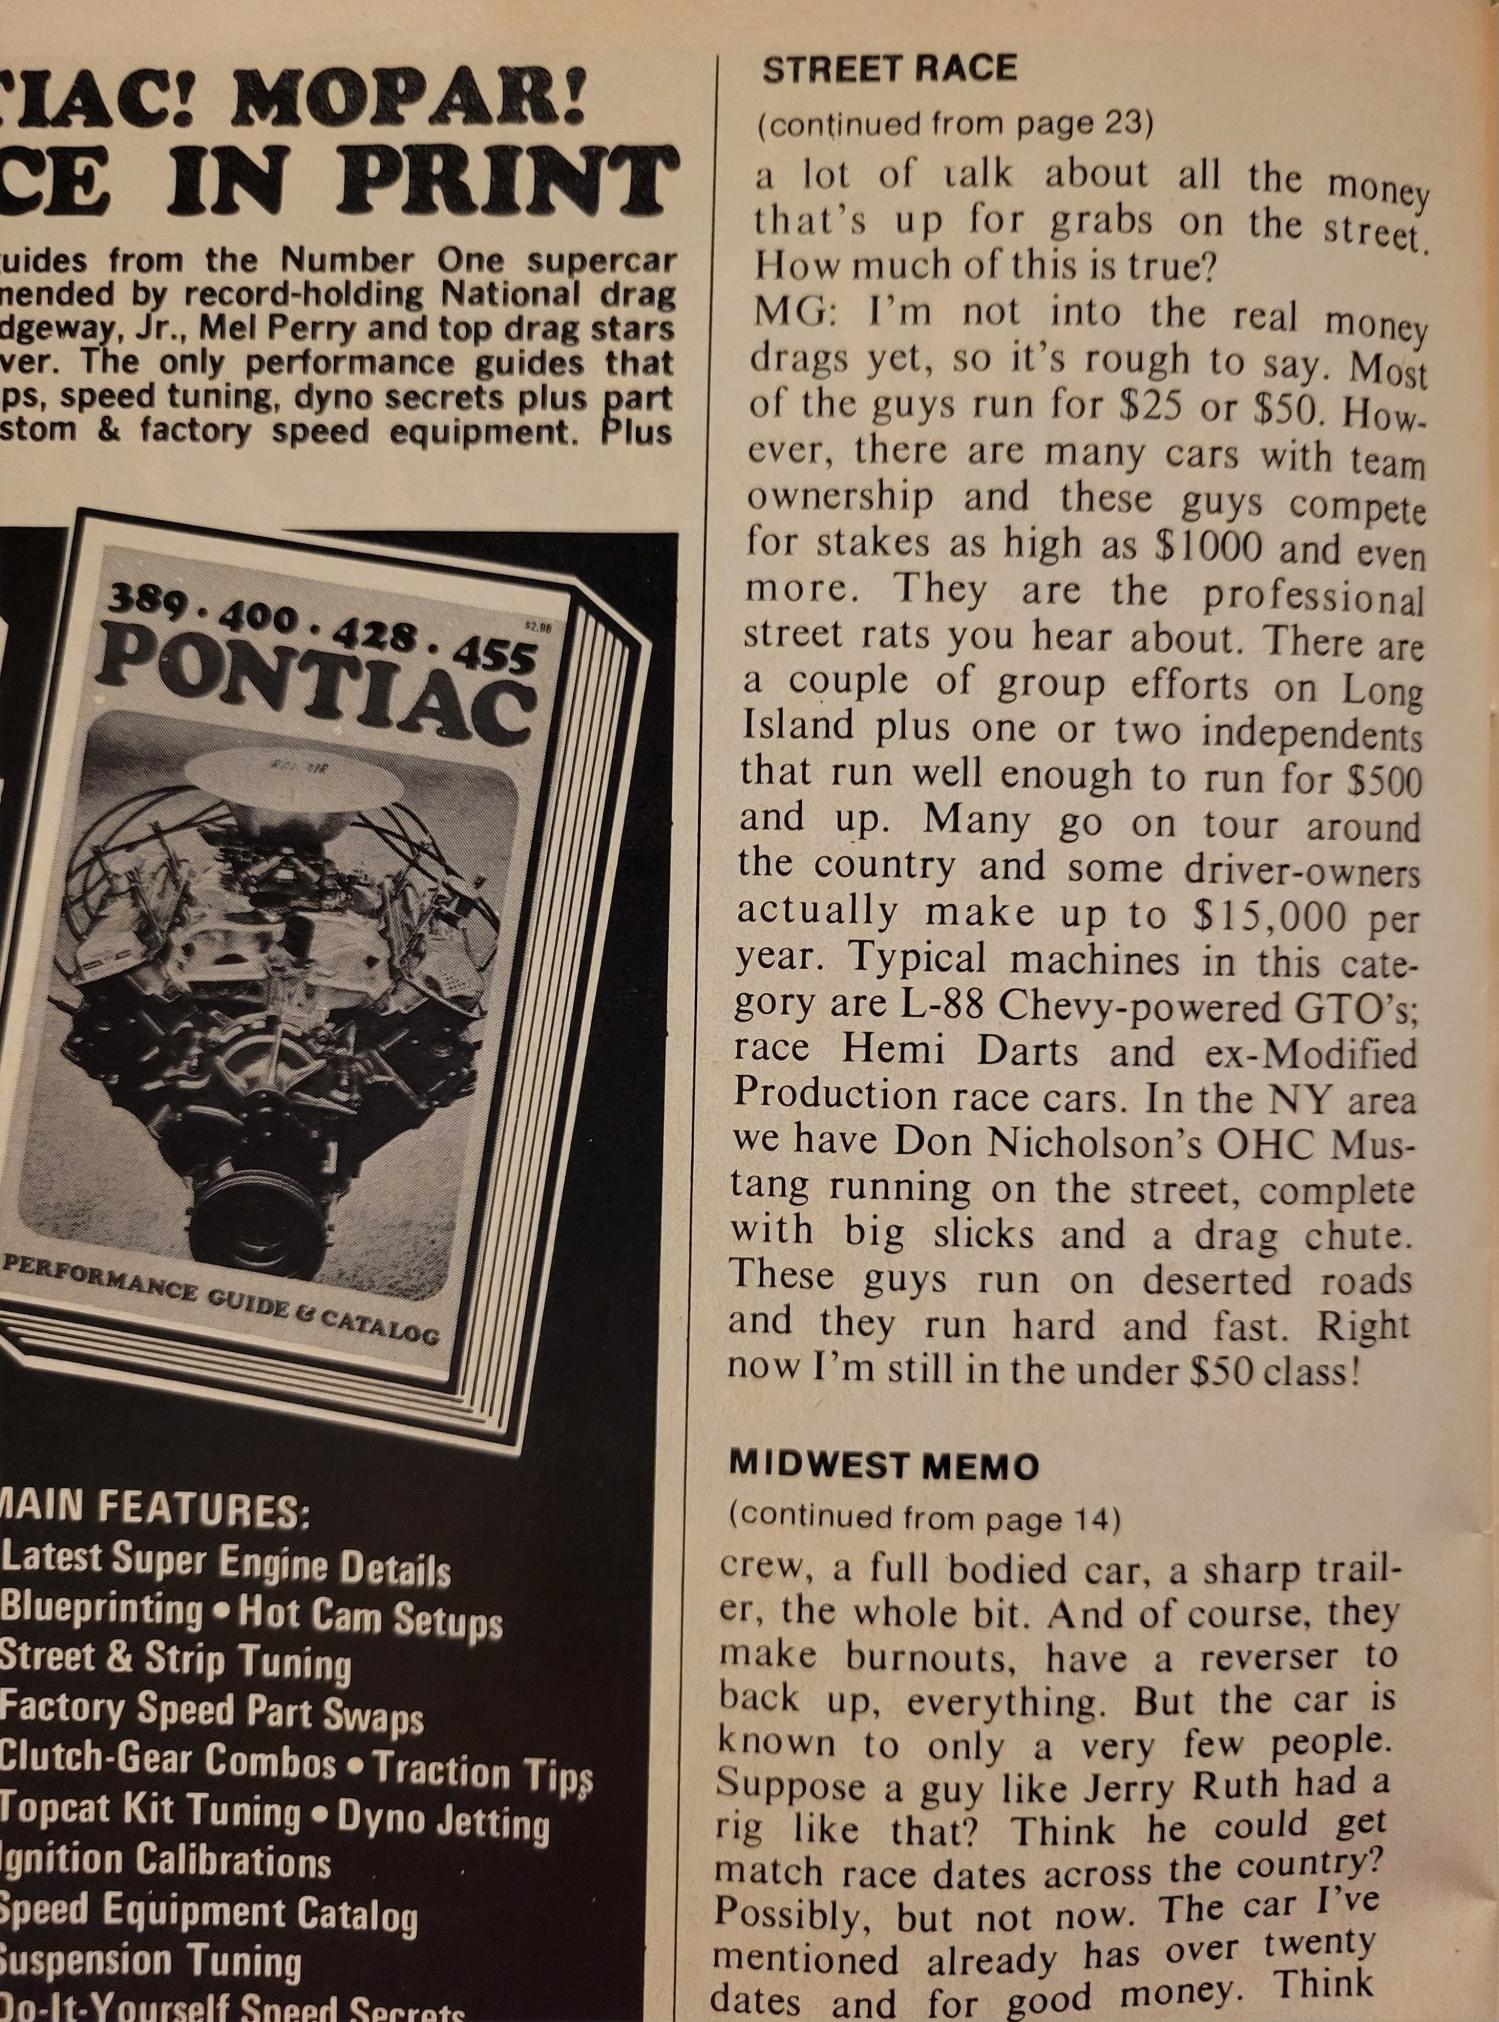 TIAC! MOPAR!
CE IN PRINT
uides from the Number One supercar
mended by record-holding National drag
dgeway, Jr., Mel Perry and top drag stars
ver. The only performance guides that
ps, speed tuning, dyno secrets plus part
stom & factory speed equipment. Plus
389 · 400 · 428 · 455
$2.98
PONTIAC
RAM AIR
PERFORMANCE GUIDE & CATALOG
MAIN FEATURES:
Latest Super Engine Details
Blueprinting • Hot Cam Setups
Street & Strip Tuning
Factory Speed Part Swaps
Clutch-Gear Combos • Traction Tips
Topcat Kit Tuning • Dyno Jetting
Ignition Calibrations
Speed Equipment Catalog
Suspension Tuning
Do-It-Yourself Speed Secrets
STREET RACE
(continued from page 23)
a lot of talk about all the money
that's up for grabs on the street.
How much of this is true?
MG: I'm not into the real money
drags yet, so it's rough to say. Most
of the guys run for $25 or $50. How-
ever, there are many cars with team
ownership and these guys compete
for stakes as high as $1000 and even
more. They are the professional
street rats you hear about. There are
a couple of group efforts on Long
Island plus one or two independents
that run well enough to run for $500
and up. Many go on tour around
the country and some driver-owners
actually make up to $15,000 per
year. Typical machines in this cate-
gory are L-88 Chevy-powered GTO's;
race Hemi Darts and ex-Modified
Production race cars. In the NY area
we have Don Nicholson's OHC Mus-
tang running on the street, complete
with big slicks and a drag chute.
These guys run on deserted roads
and they run hard and fast. Right
now I'm still in the under $50 class!
MIDWEST MEMO
(continued from page 14)
crew, a full bodied car, a sharp trail-
er, the whole bit. And of course, they
make burnouts, have a reverser to
back up, everything. But the car is
known to only a very few people.
Suppose a guy like Jerry Ruth had a
rig like that? Think he could get
match race dates across the country?
Possibly, but not now. The car I've
mentioned already has over twenty
dates and for good money. Think